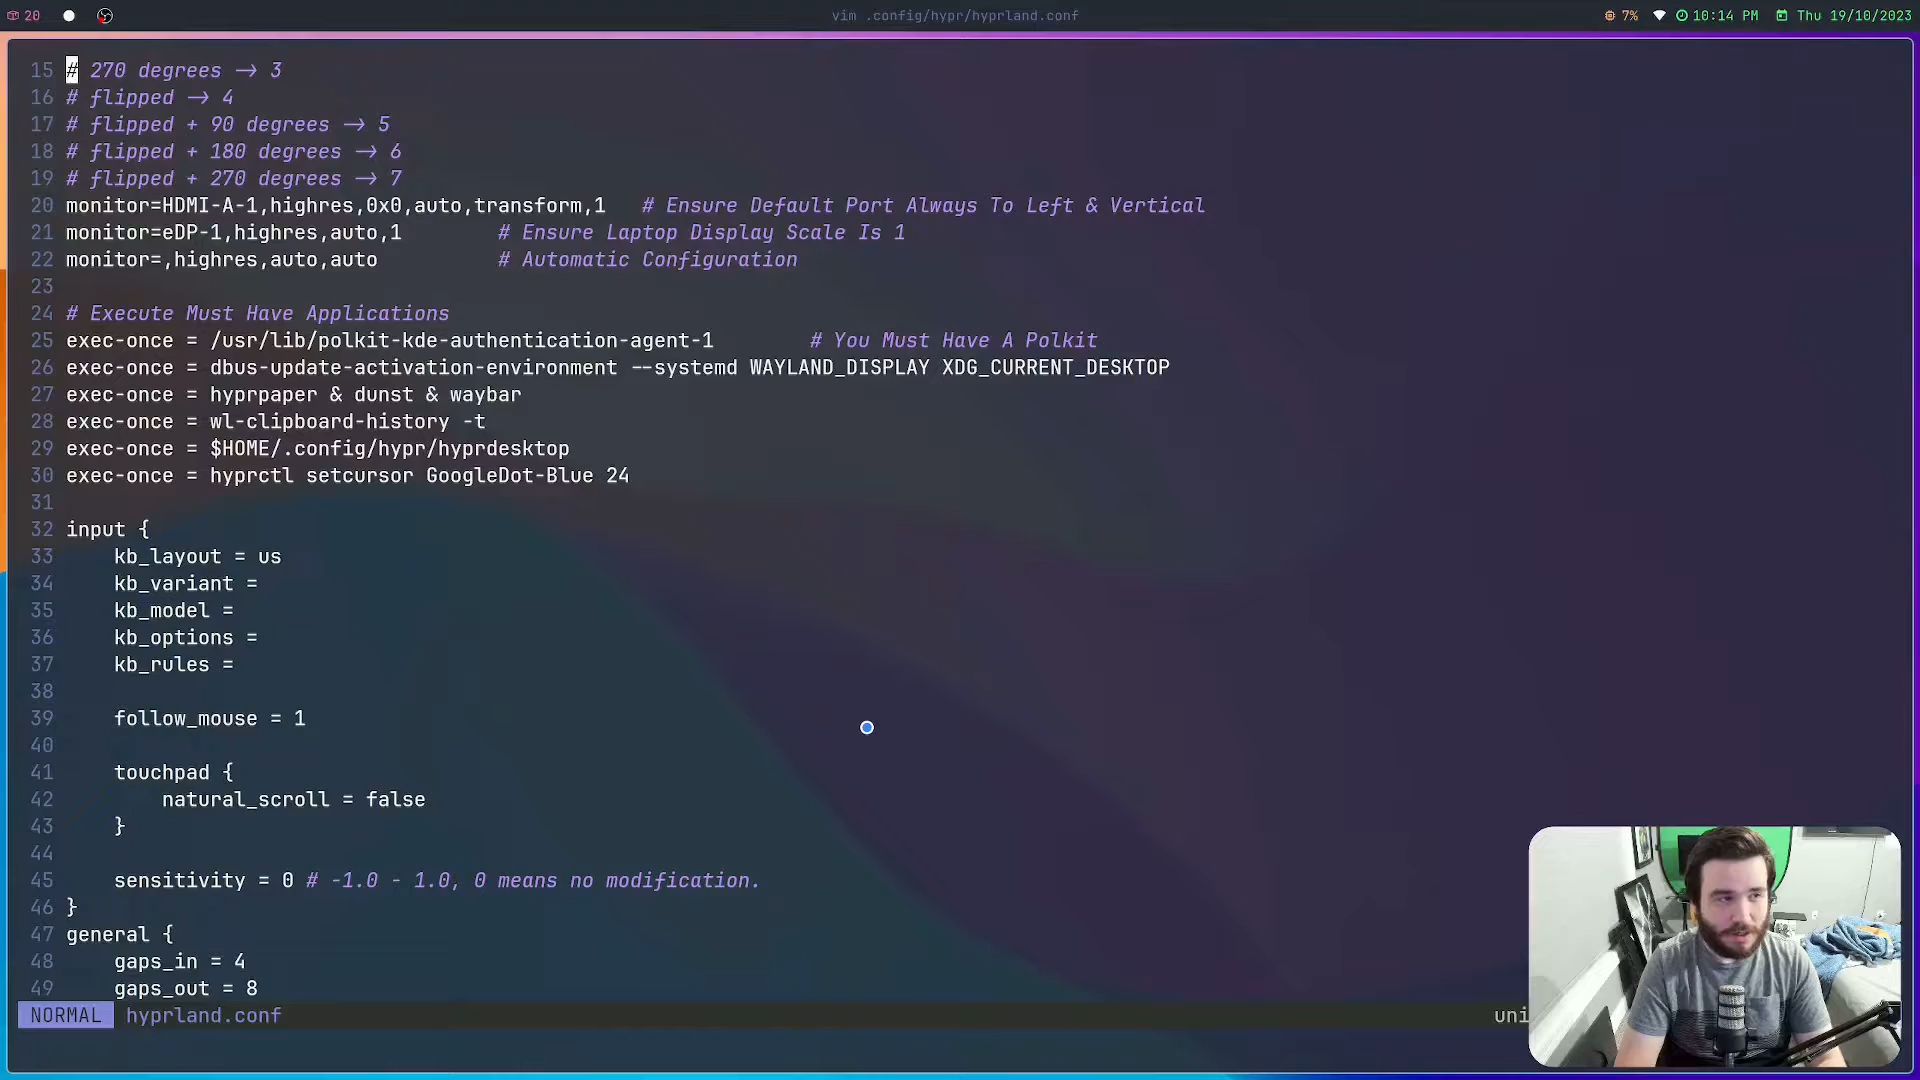 20
vim .config/hypr/hyprland.conf
7%
10:14 PM
Thu 19/10/2023
15 # 270 degrees -> 3
16 # flipped -> 4
17 # flipped + 90 degrees -> 5
18 # flipped + 180 degrees -> 6
19 # flipped + 270 degrees -> 7
20 monitor=HDMI-A-1,highres,0x0,auto,transform,1 # Ensure Default Port Always To Left & Vertical
21 monitor=eDP-1,highres,auto,1 # Ensure Laptop Display Scale Is 1
22 monitor=,highres,auto,auto # Automatic Configuration
23
24 # Execute Must Have Applications
25 exec-once = /usr/lib/polkit-kde-authentication-agent-1 # You Must Have A Polkit
26 exec-once = dbus-update-activation-environment --systemd WAYLAND_DISPLAY XDG_CURRENT_DESKTOP
27 exec-once = hyprpaper & dunst & waybar
28 exec-once = wl-clipboard-history -t
29 exec-once = $HOME/.config/hypr/hyprdesktop
30 exec-once = hyprctl setcursor GoogleDot-Blue 24
31
32 input {
33 kb_layout = us
34 kb_variant =
35 kb_model =
36 kb_options =
37 kb_rules =
38
39 follow_mouse = 1
40
41 touchpad {
42 natural_scroll = false
43 }
44
45 sensitivity = 0 # -1.0 - 1.0, 0 means no modification.
46 }
47 general {
48 gaps_in = 4
49 gaps_out = 8
NORMAL hyprland.conf uni